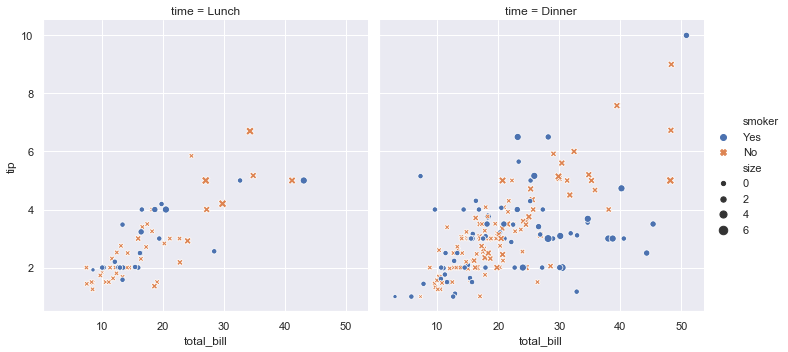 time = Lunch
time = Dinner
10
8
6
4
2
tip
10 20 30 40 50
10 20 30 40 50
total_bill
total_bill
smoker
Yes
No
size
0
2
4
6